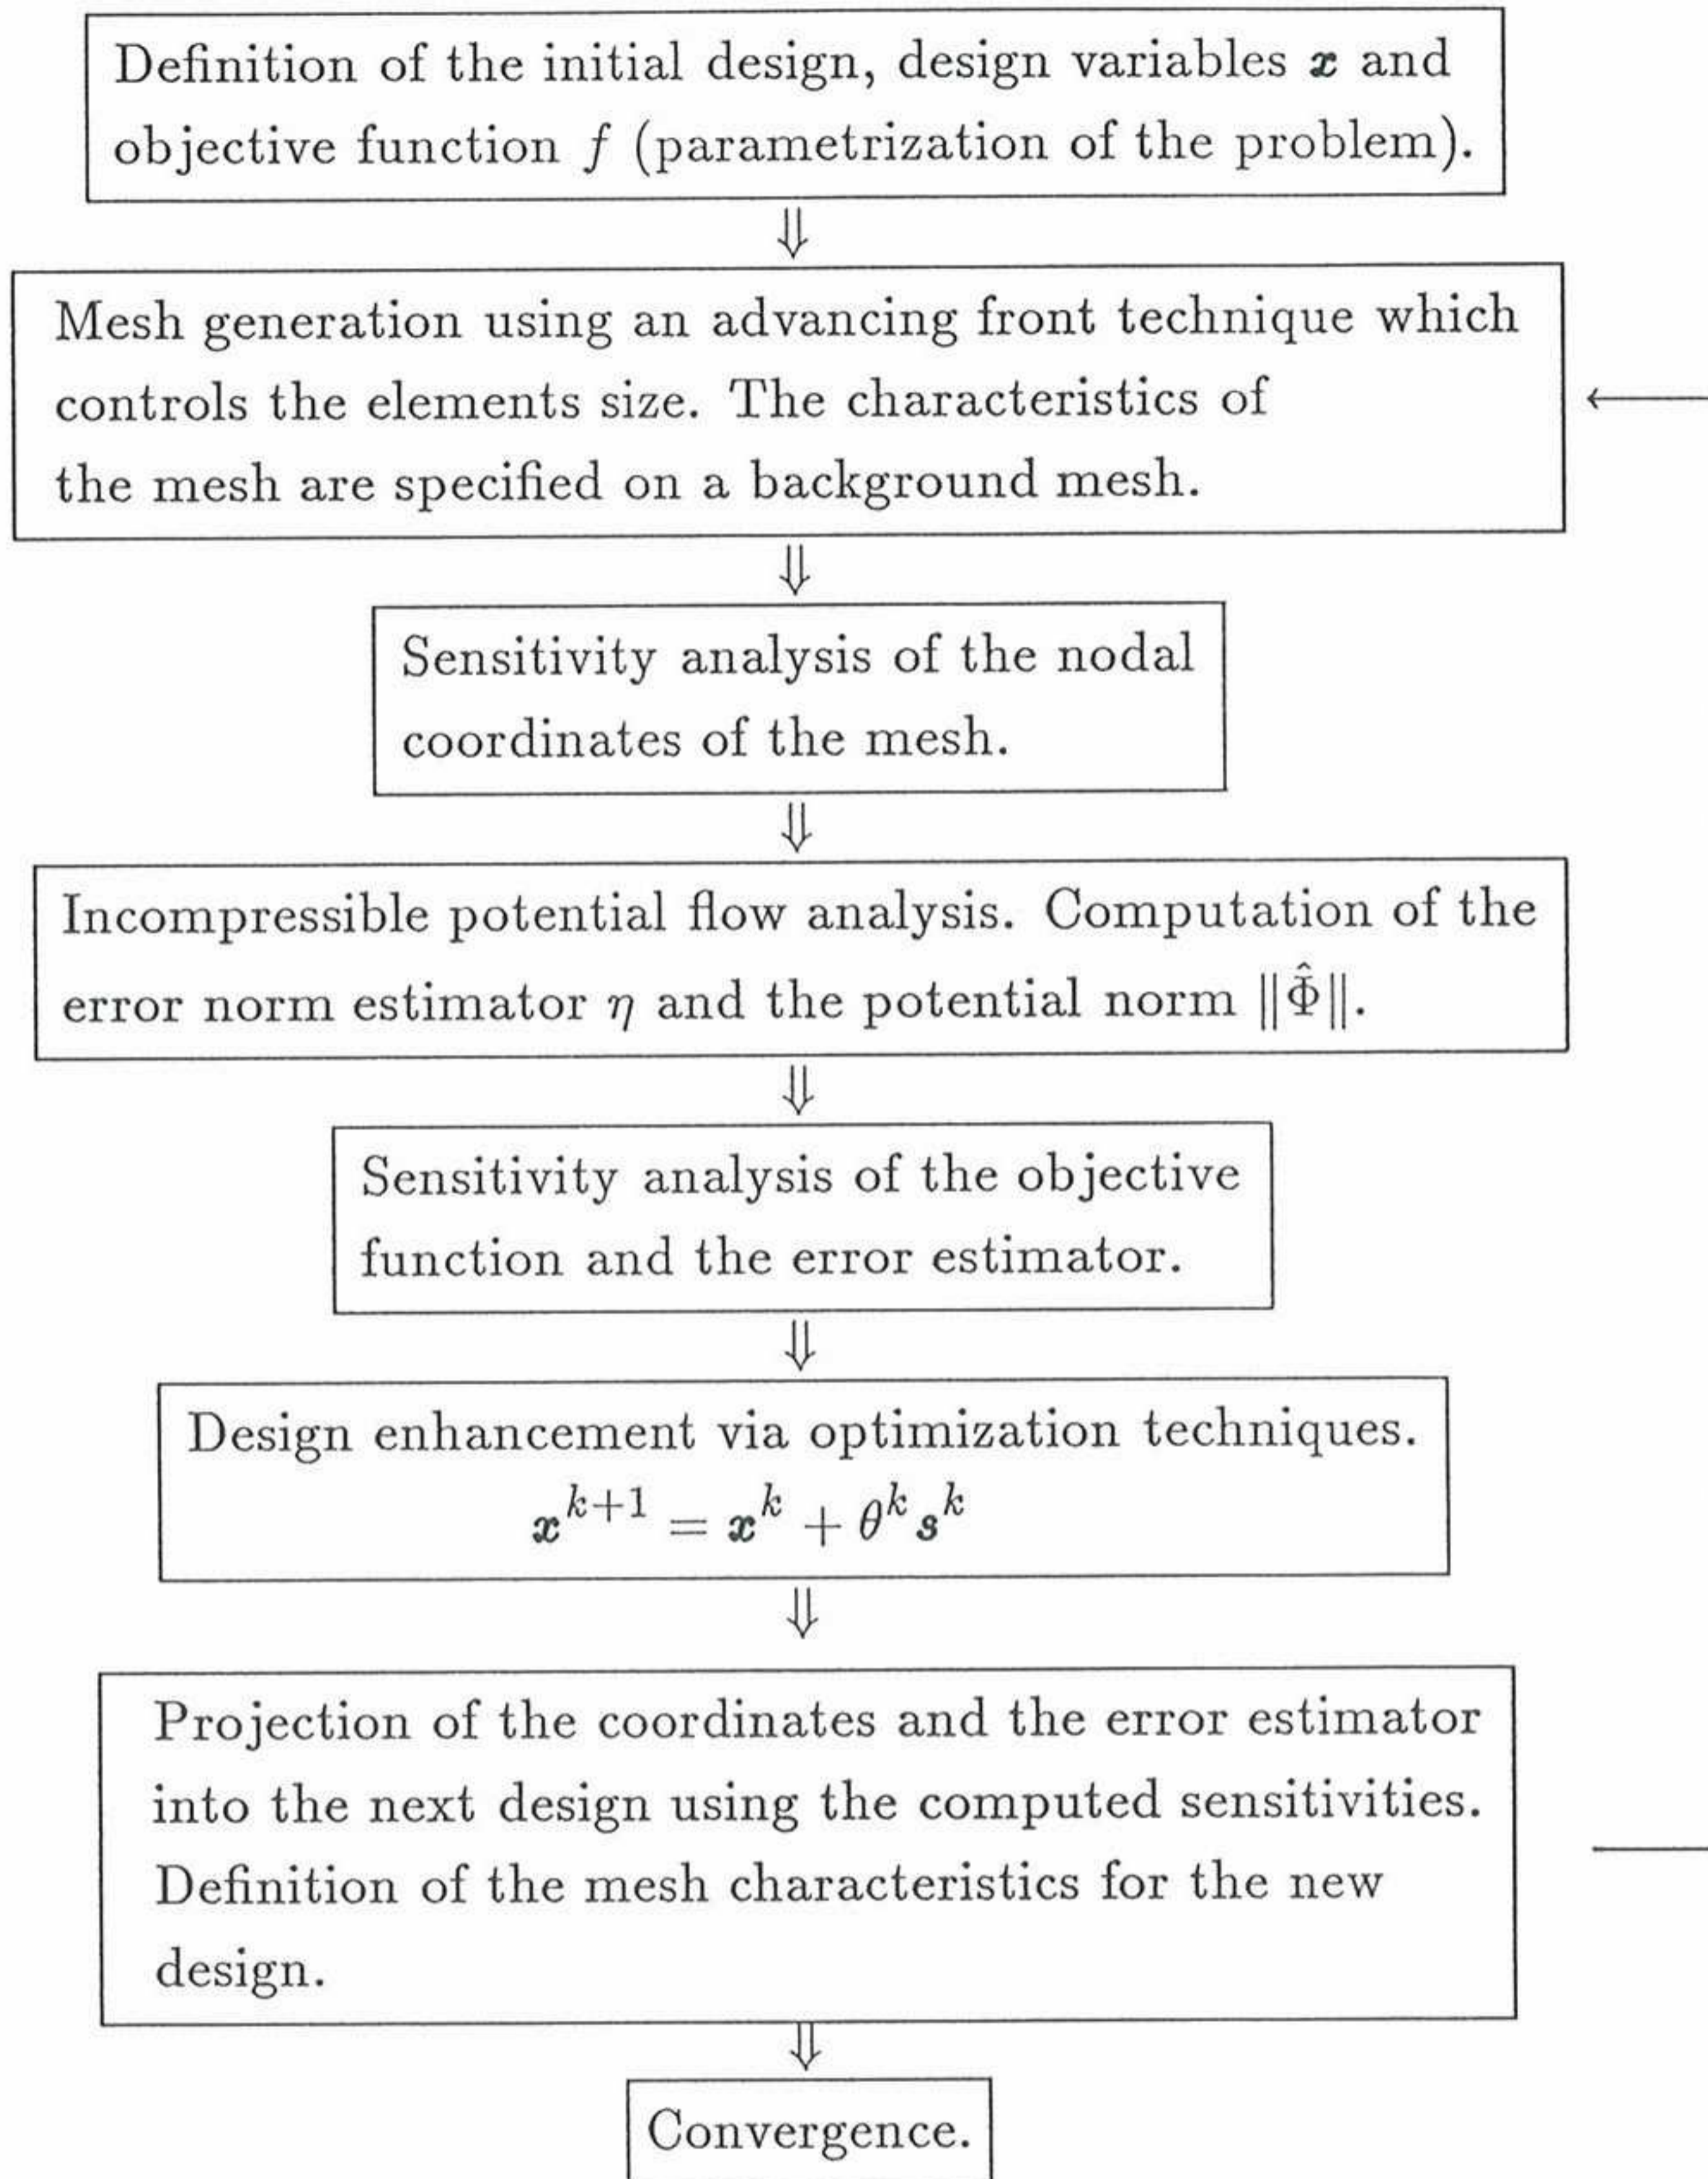 Definition of the initial design, design variables x and
objective function f (parametrization of the problem).
⇓
Mesh generation using an advancing front technique which
controls the elements size. The characteristics of
the mesh are specified on a background mesh.
⇓
Sensitivity analysis of the nodal
coordinates of the mesh.
⇓
Incompressible potential flow analysis. Computation of the
error norm estimator η and the potential norm ‖Φ̂‖.
⇓
Sensitivity analysis of the objective
function and the error estimator.
⇓
Design enhancement via optimization techniques.
x^{k+1} = x^k + θ^k s^k
⇓
Projection of the coordinates and the error estimator
into the next design using the computed sensitivities.
Definition of the mesh characteristics for the new
design.
⇓
Convergence.